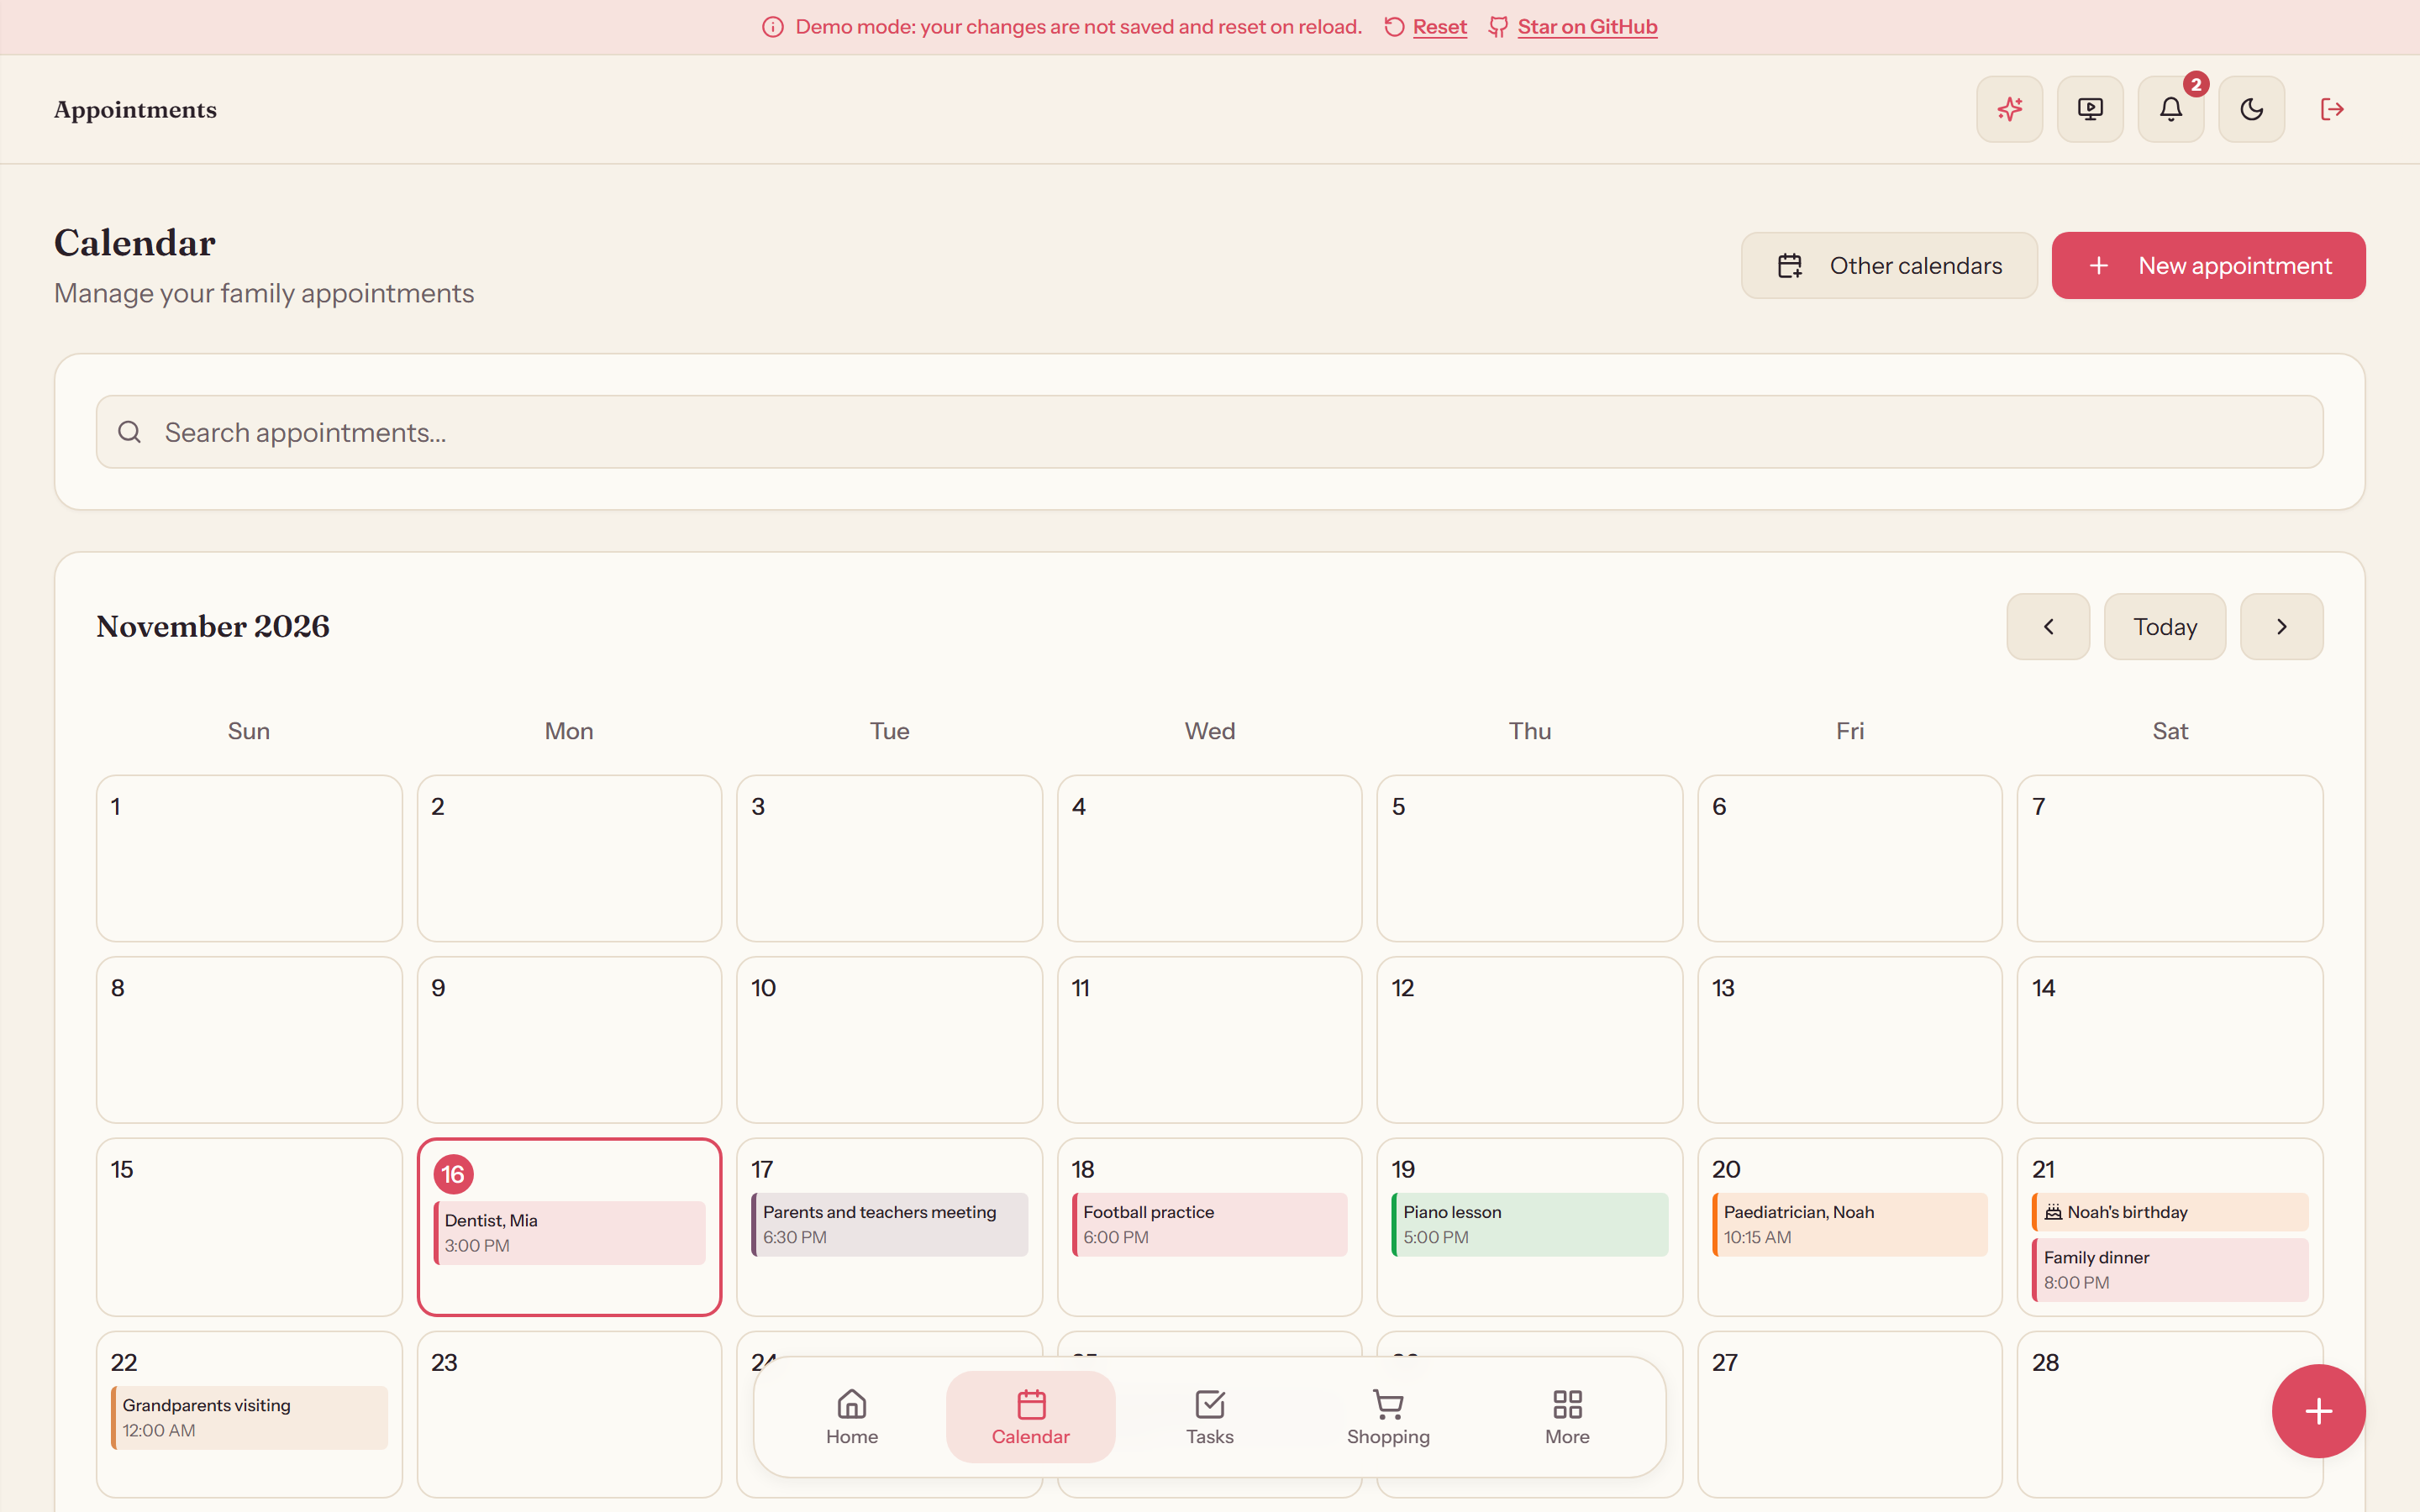 Demo mode: your changes are not saved and reset on reload. Reset Star on GitHub
Appointments
2
Calendar
Manage your family appointments
Other calendars
New appointment
Search appointments...
November 2026
Today
Sun Mon Tue Wed Thu Fri Sat
1 2 3 4 5 6 7
8 9 10 11 12 13 14
15 16 17 18 19 20 21
Dentist, Mia
3:00 PM
Parents and teachers meeting
6:30 PM
Football practice
6:00 PM
Piano lesson
5:00 PM
Paediatrician, Noah
10:15 AM
Noah's birthday
Family dinner
8:00 PM
22 23 24 27 28
Grandparents visiting
12:00 AM
Home Calendar Tasks Shopping More